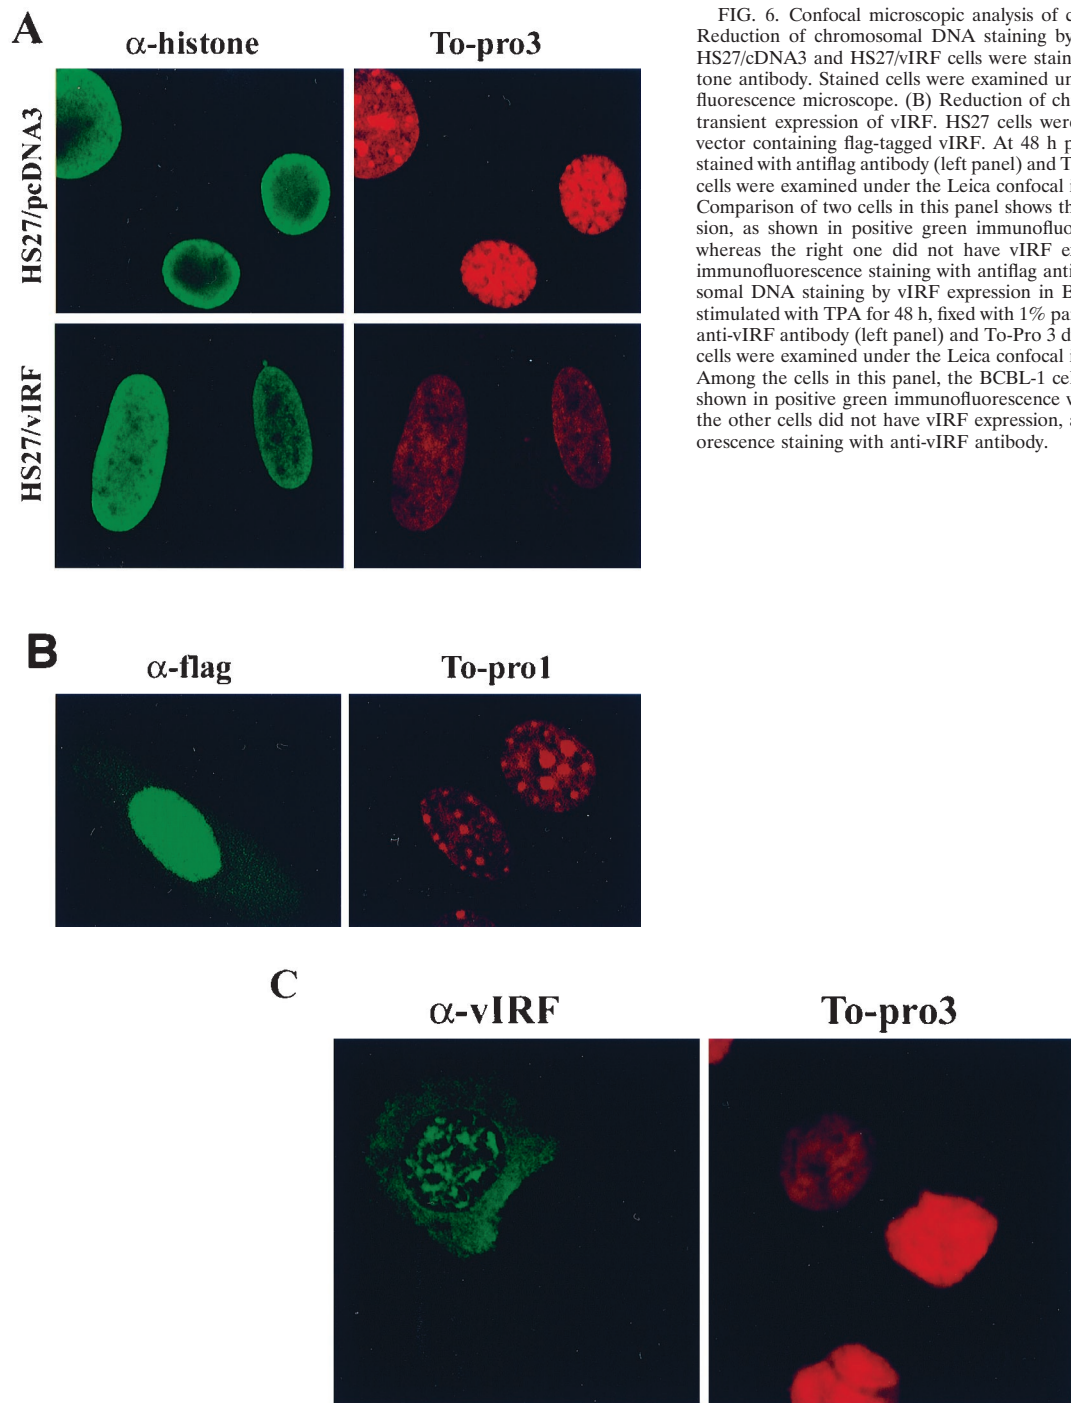 A
α-histone
To-pro3
HS27/pcDNA3
HS27/vIRF
B
α-flag
To-pro1
C
α-vIRF
To-pro3
FIG. 6. Confocal microscopic analysis of
Reduction of chromosomal DNA staining by
HS27/cDNA3 and HS27/vIRF cells were
tone antibody. Stained cells were examined
fluorescence microscope. (B) Reduction of
transient expression of vIRF. HS27 cells were
vector containing flag-tagged vIRF. At 48 h
stained with antiflag antibody (left panel) and
cells were examined under the Leica confocal
Comparison of two cells in this panel shows
sion, as shown in positive green
whereas the right one did not have vIRF
immunofluorescence staining with antiflag
somal DNA staining by vIRF expression in
stimulated with TPA for 48 h, fixed with 1%
anti-vIRF antibody (left panel) and To-Pro 3
cells were examined under the Leica confocal
Among the cells in this panel, the BCBL-1
shown in positive green immunofluorescence
the other cells did not have vIRF expression,
orescence staining with anti-vIRF antibody.